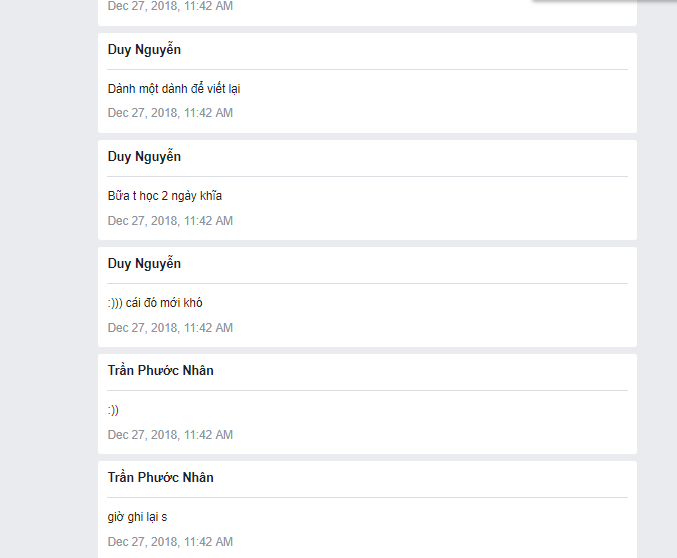 Dec 27, 2018, 11:42 AM
Duy Nguyễn
Dành một dành để viết lại
Dec 27, 2018, 11:42 AM
Duy Nguyễn
Bữa t học 2 ngày khĩa
Dec 27, 2018, 11:42 AM
Duy Nguyễn
:))) cái đó mới khó
Dec 27, 2018, 11:42 AM
Trần Phước Nhân
:))
Dec 27, 2018, 11:42 AM
Trần Phước Nhân
giờ ghi lại s
Dec 27, 2018, 11:42 AM